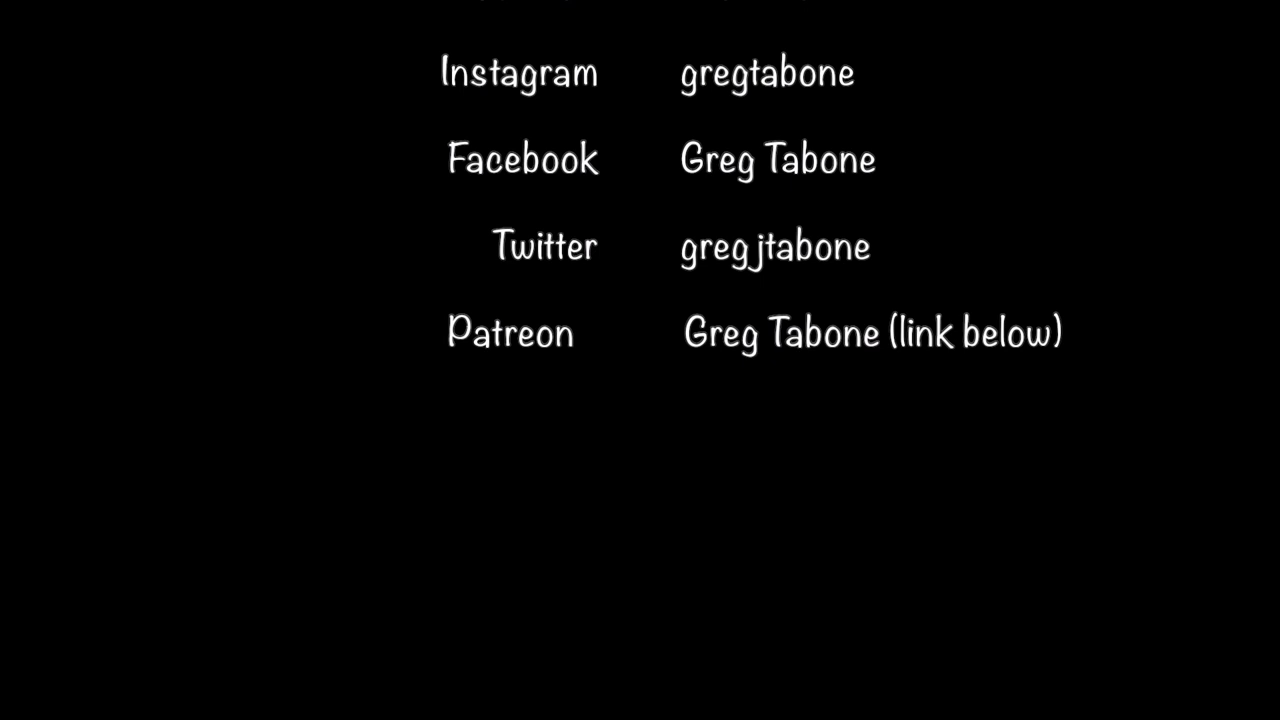 Instagram gregtabone
Facebook Greg Tabone
Twitter gregjtabone
Patreon Greg Tabone (link below)